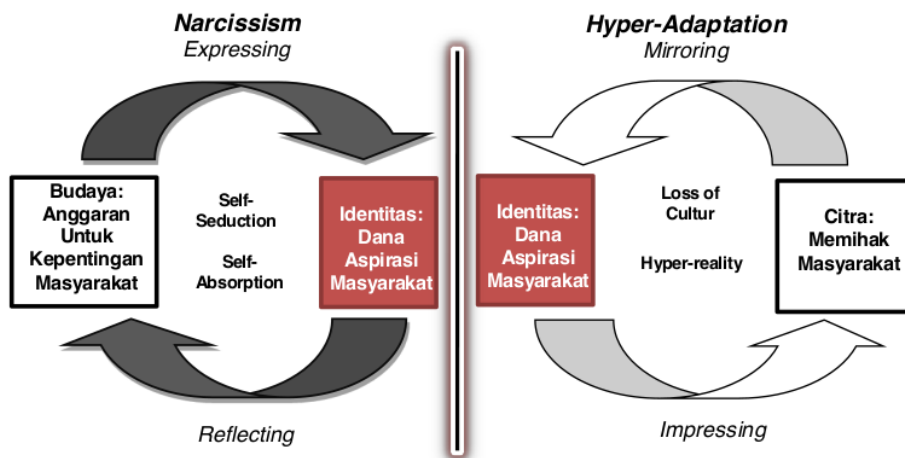 Narcissism
Expressing
Budaya:
Anggaran
Untuk
Kepentingan
Masyarakat
Self-
Seduction
Self-
Absorption
Identitas:
Dana
Aspirasi
Masyarakat
Reflecting
Hyper-Adaptation
Mirroring
Identitas:
Dana
Aspirasi
Masyarakat
Loss of
Cultur
Hyper-reality
Citra:
Memihak
Masyarakat
Impressing